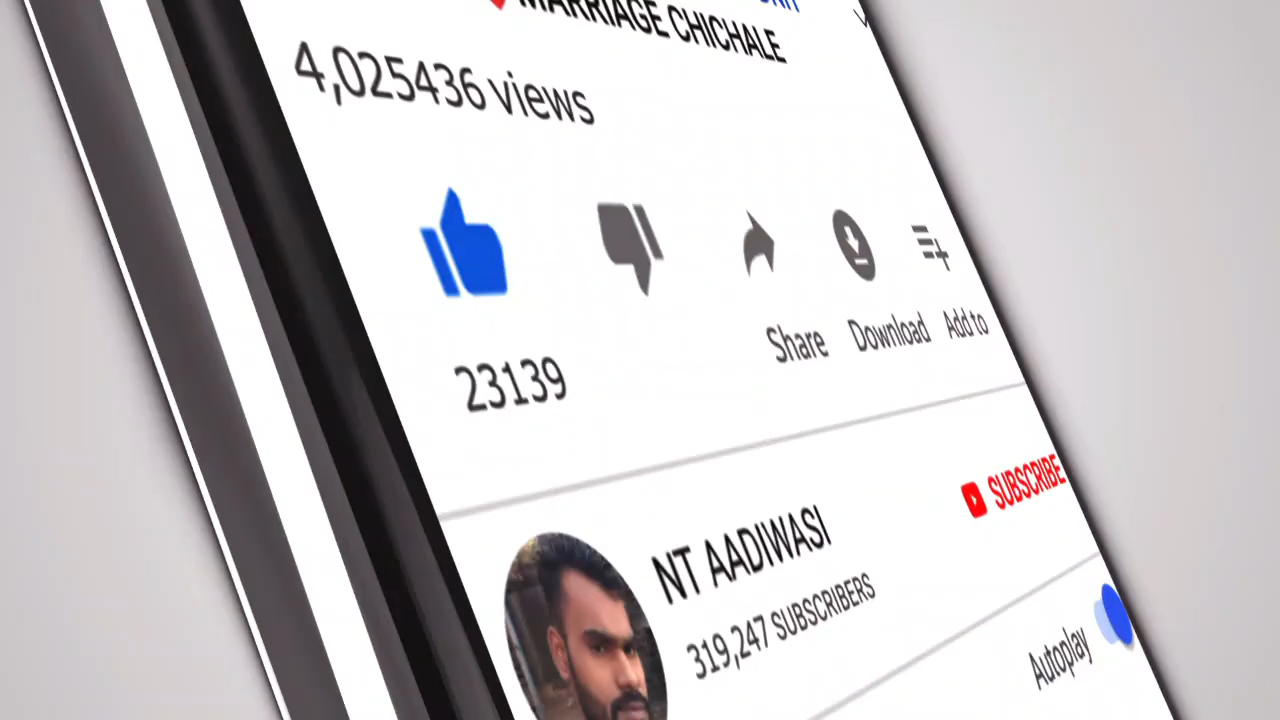 MARRIAGE CHICHALE
4,025436 views
23139
Share Download Add to
SUBSCRIBE
NT AADIWASI
319,247 SUBSCRIBERS
Autoplay